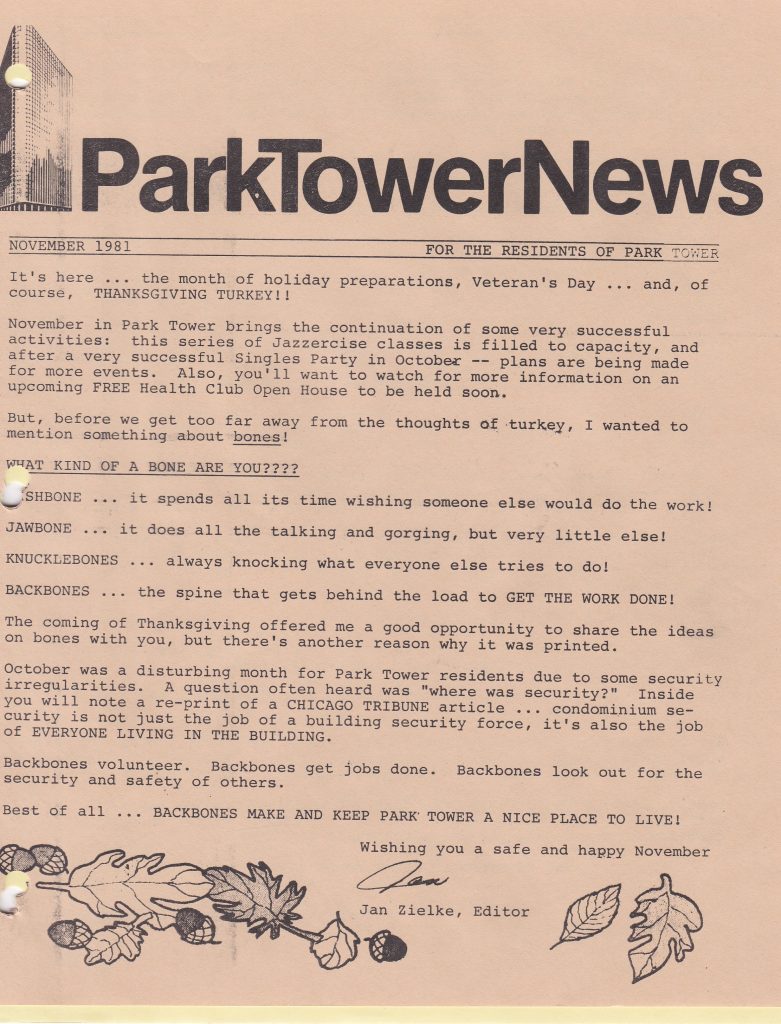 ParkTowerNews
NOVEMBER 1981 FOR THE RESIDENTS OF PARK TOWER
It's here ... the month of holiday preparations, Veteran's Day ... and, of
course, THANKSGIVING TURKEY!!
November in Park Tower brings the continuation of some very successful
activities: this series of Jazzercise classes is filled to capacity, and
after a very successful Singles Party in October -- plans are being made
for more events. Also, you'll want to watch for more information on an
upcoming FREE Health Club Open House to be held soon.
But, before we get too far away from the thoughts of turkey, I wanted to
mention something about bones!
WHAT KIND OF A BONE ARE YOU????
SHBONE ... it spends all its time wishing someone else would do the work!
JAWBONE ... it does all the talking and gorging, but very little else!
KNUCKLEBONES ... always knocking what everyone else tries to do!
BACKBONES ... the spine that gets behind the load to GET THE WORK DONE!
The coming of Thanksgiving offered me a good opportunity to share the ideas
on bones with you, but there's another reason why it was printed.
October was a disturbing month for Park Tower residents due to some security
irregularities. A question often heard was "where was security?" Inside
you will note a re-print of a CHICAGO TRIBUNE article ... condominium se-
curity is not just the job of a building security force, it's also the job
of EVERYONE LIVING IN THE BUILDING.
Backbones volunteer. Backbones get jobs done. Backbones look out for the
security and safety of others.
Best of all ... BACKBONES MAKE AND KEEP PARK TOWER A NICE PLACE TO LIVE!
Wishing you a safe and happy November
Jan
Jan Zielke, Editor